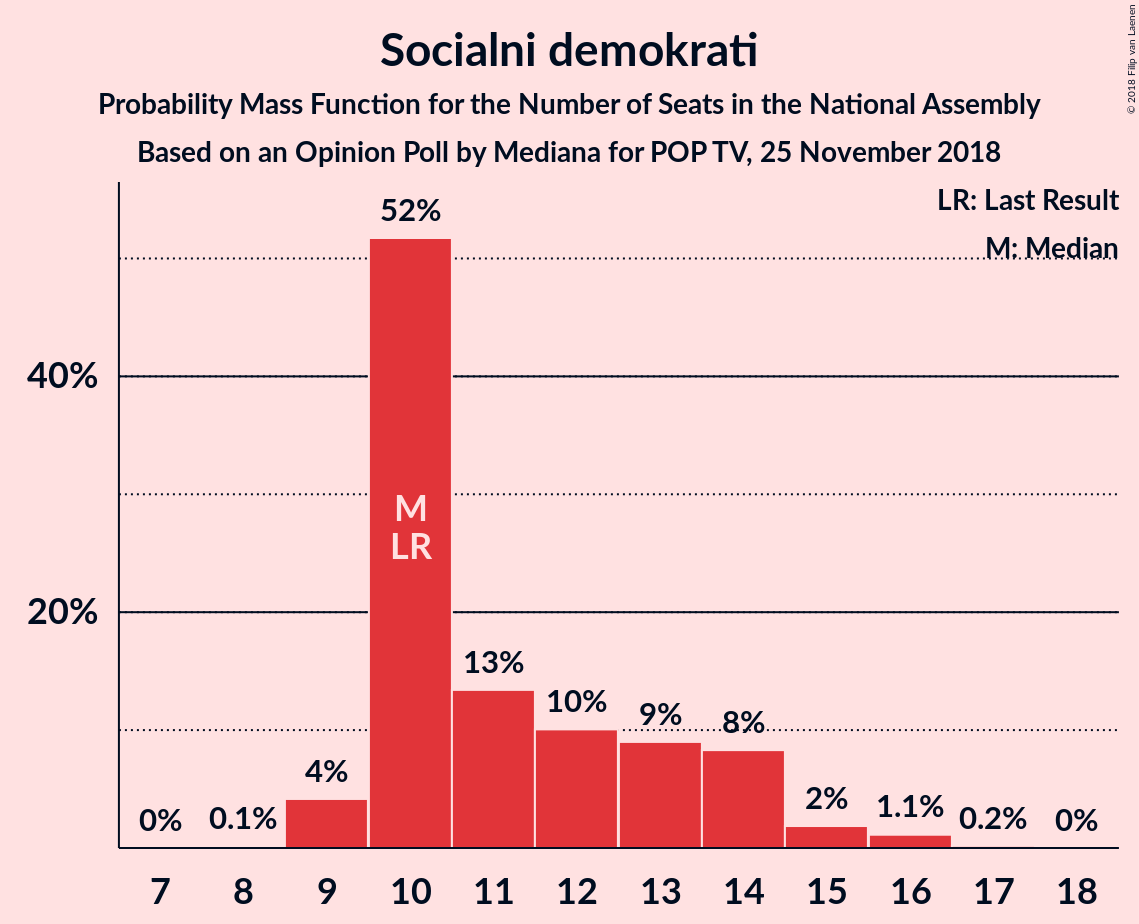 Socialni demokrati
Probability Mass Function for the Number of Seats in the National Assembly
Based on an Opinion Poll by Mediana for POP TV, 25 November 2018
© 2018 Filip van Laenen
LR: Last Result
M: Median
52%
40%
M
LR
20%
13%
10%
9%
8%
4%
2%
1.1%
0%
0.1%
0.2%
0%
7 8 9 10 11 12 13 14 15 16 17 18